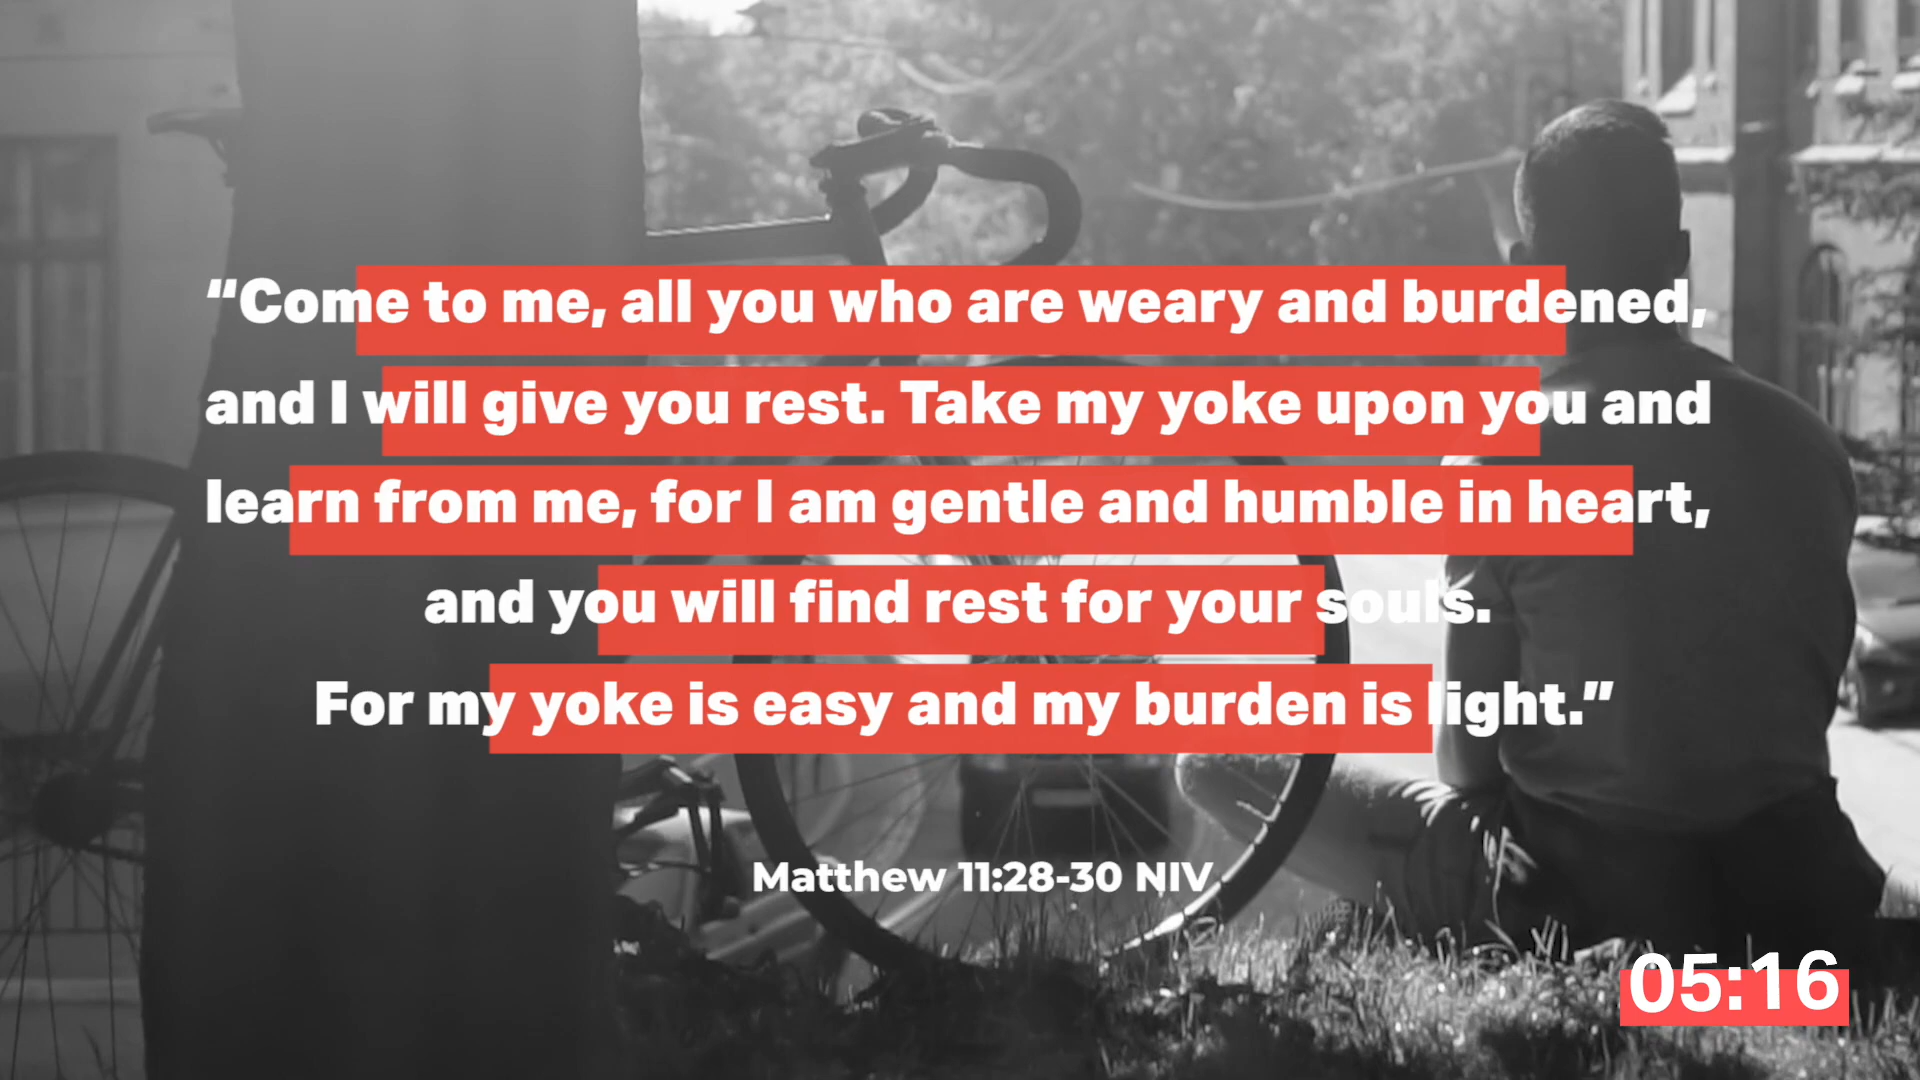 “Come to me, all you who are weary and burdened,
and I will give you rest. Take my yoke upon you and
learn from me, for I am gentle and humble in heart,
and you will find rest for your souls.
For my yoke is easy and my burden is light.”
Matthew 11:28-30 NIV
05:16